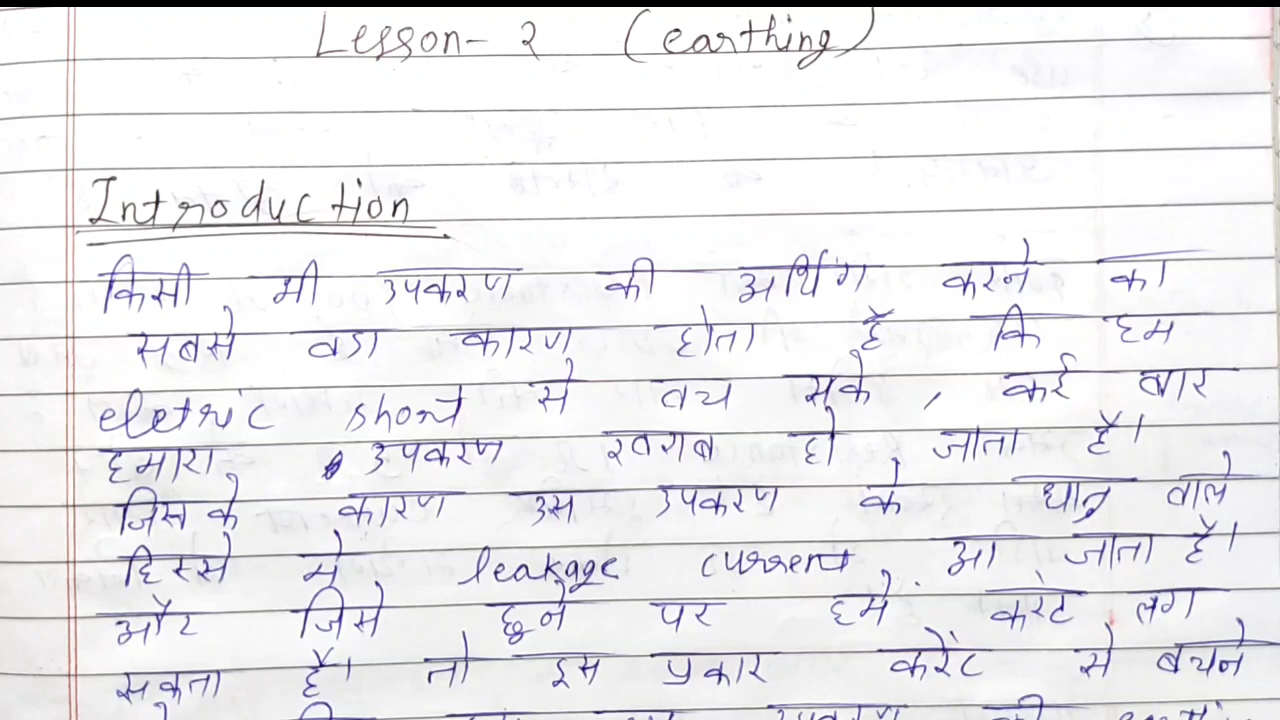 Lesson- 2 (earthing)
Introduction
किसी भी उपकरण की अर्थिंग करने का
सबसे बडा कारण होता है कि हम
eletric short से बच सके , कई बार
हमारा उपकरण खराब हो जाता है।
जिस के कारण उस उपकरण के धातु वाले
हिस्से मे leakage current आ जाता है।
और जिसे छुने पर हमे करंट लग
सकता है। तो इस प्रकार करेंट से बचने
उपकरण की